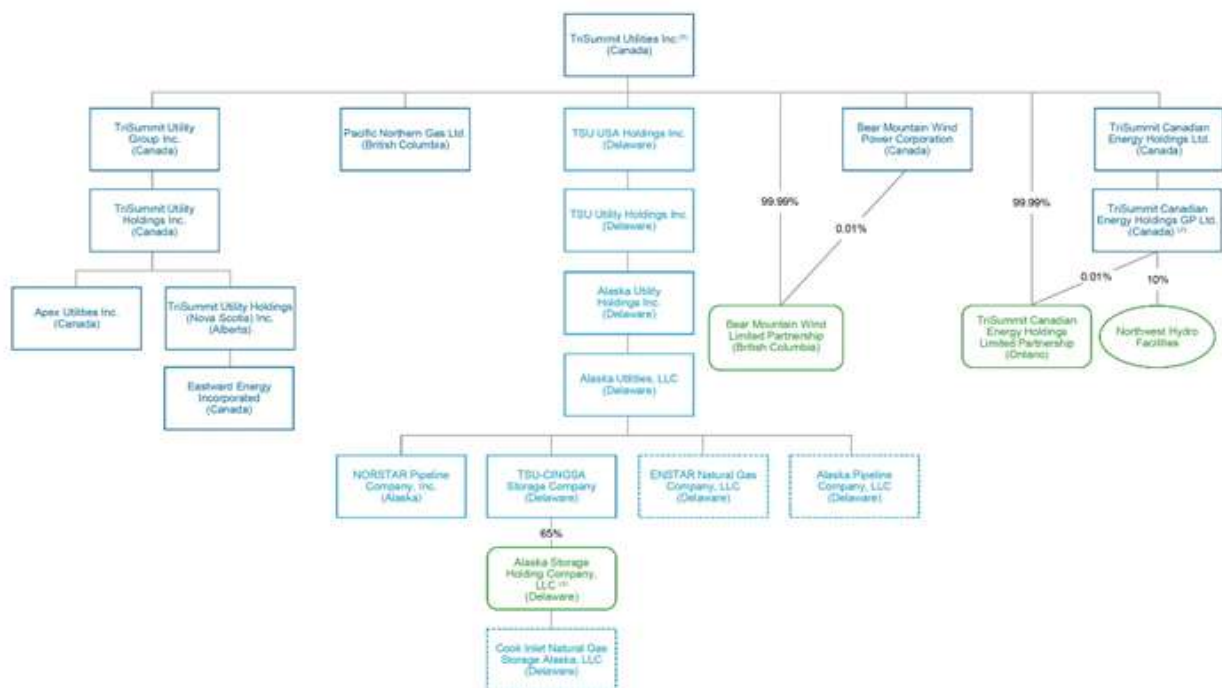 TriSummit Utilities Inc.
(Canada)
TriSummit Utility
Group Inc.
(Canada)
Pacific Northern Gas Ltd.
(British Columbia)
TSU USA Holdings Inc.
(Delaware)
Bear Mountain Wind
Power Corporation
(Canada)
TriSummit Canadian
Energy Holdings Ltd.
(Canada)
TriSummit Utility
Holdings Inc.
(Canada)
TSU Utility Holdings Inc.
(Delaware)
99.99%
0.01%
99.99%
TriSummit Canadian
Energy Holdings GP Ltd.
(Canada)
0.01%
10%
Apex Utilities Inc.
(Canada)
TriSummit Utility Holdings
(Nova Scotia) Inc.
(Alberta)
Alaska Utility
Holdings Inc.
(Delaware)
Bear Mountain Wind
Limited Partnership
(British Columbia)
TriSummit Canadian
Energy Holdings
Limited Partnership
(Ontario)
Northwest Hydro
Facilities
Eastward Energy
Incorporated
(Canada)
Alaska Utilities, LLC
(Delaware)
NORSTAR Pipeline
Company, Inc.
(Alaska)
TSU-CINGSA
Storage Company
(Delaware)
ENSTAR Natural Gas
Company, LLC
(Delaware)
Alaska Pipeline
Company, LLC
(Delaware)
65%
Alaska Storage
Holding Company,
LLC
(Delaware)
Cook Inlet Natural Gas
Storage Alaska, LLC
(Delaware)